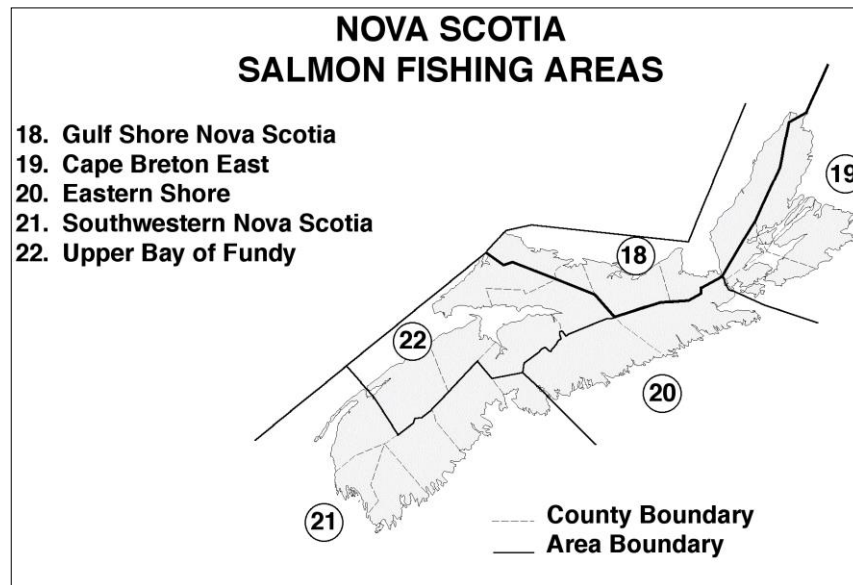 NOVA SCOTIA
SALMON FISHING AREAS
18. Gulf Shore Nova Scotia
19. Cape Breton East
20. Eastern Shore
21. Southwestern Nova Scotia
22. Upper Bay of Fundy
19
18
22
20
21
County Boundary
Area Boundary